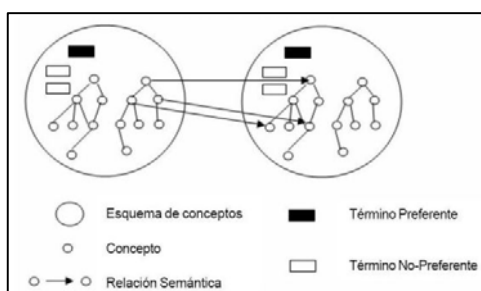 Esquema de conceptos
Término Preferente
Concepto
Término No-Preferente
Relación Semántica